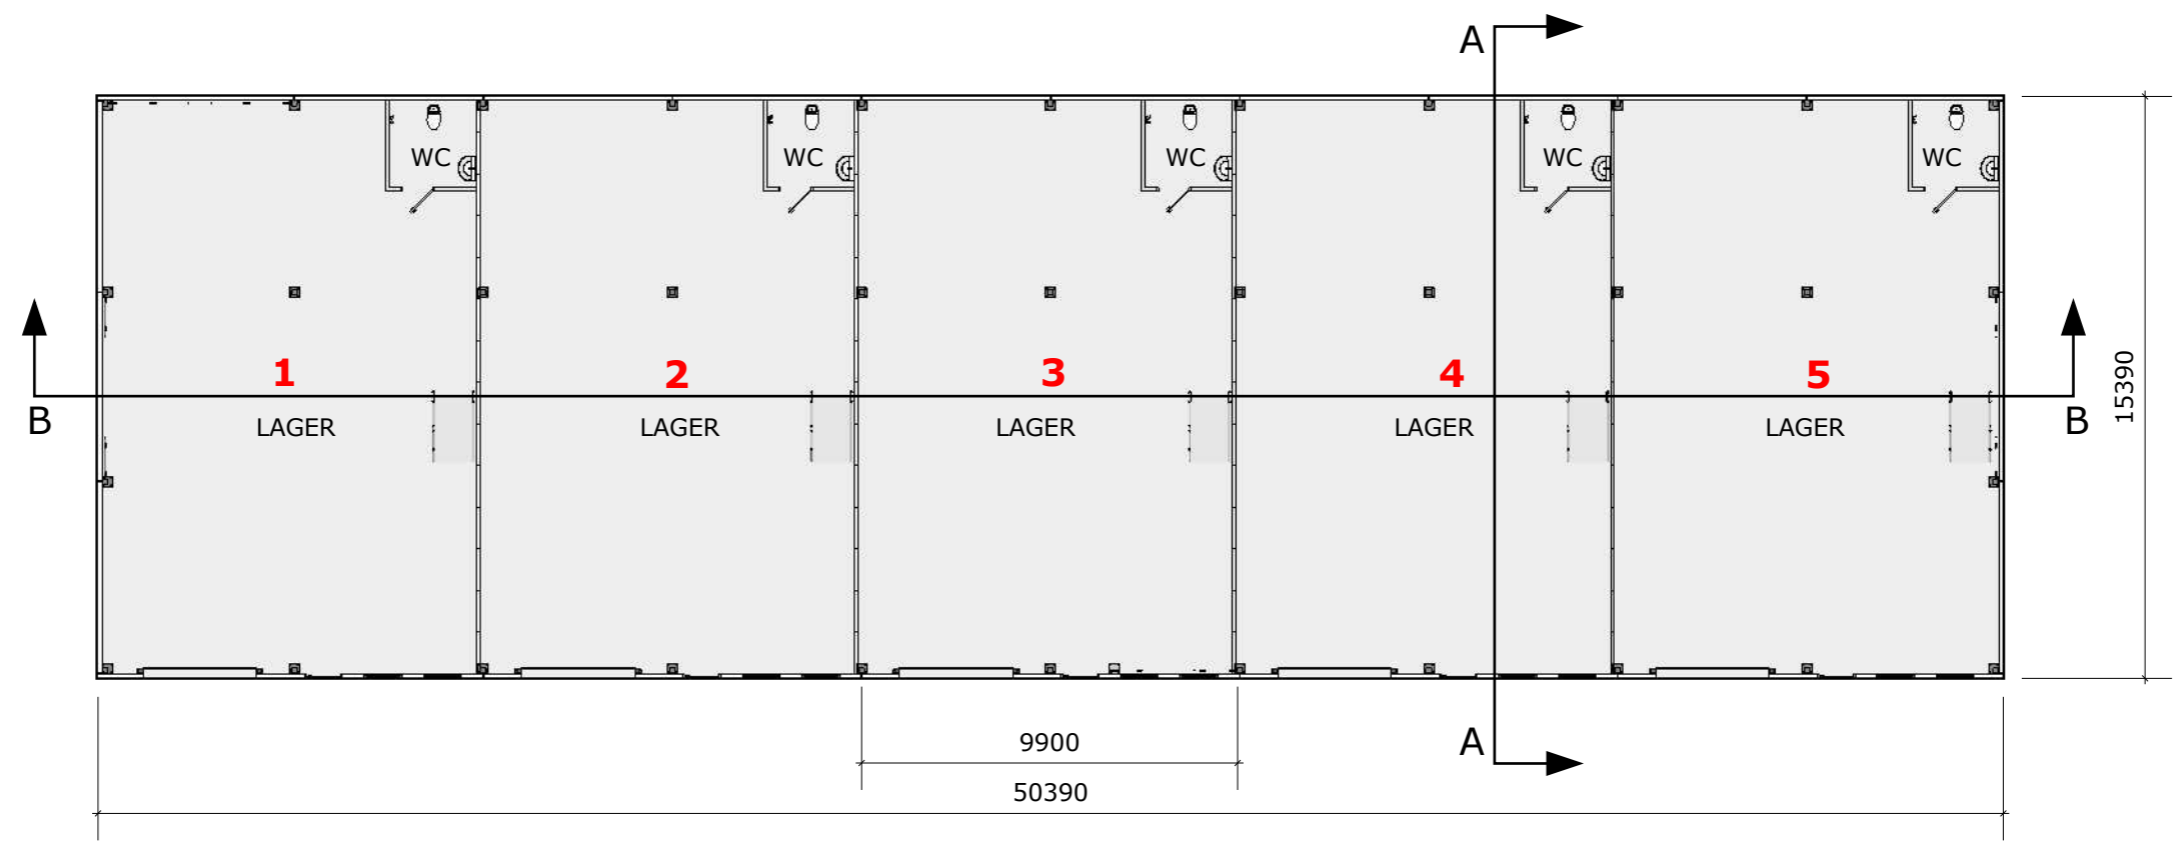 A
WC WC WC WC WC
1 2 3 4 5
B LAGER LAGER LAGER LAGER LAGER B
15390
A
9900
50390